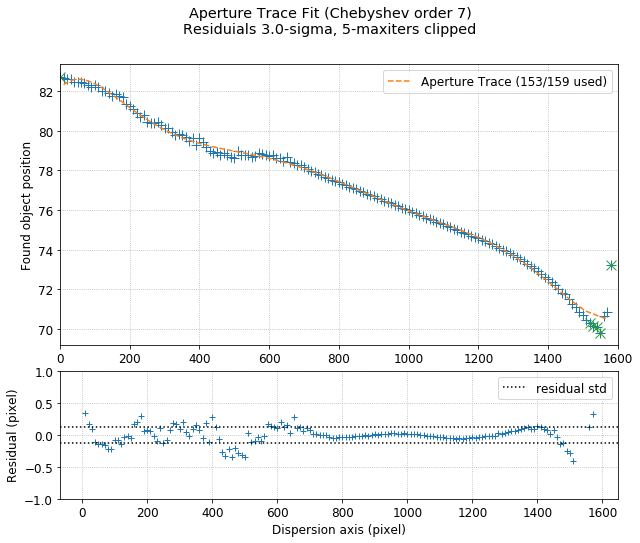 Aperture Trace Fit (Chebyshev order 7)
Residuials 3.0-sigma, 5-maxiters clipped
Aperture Trace (153/159 used)
Found object position
82
80
78
76
74
72
70
0 200 400 600 800 1000 1200 1400 1600
residual std
Residual (pixel)
1.0
0.5
0.0
−0.5
−1.0
0 200 400 600 800 1000 1200 1400 1600
Dispersion axis (pixel)